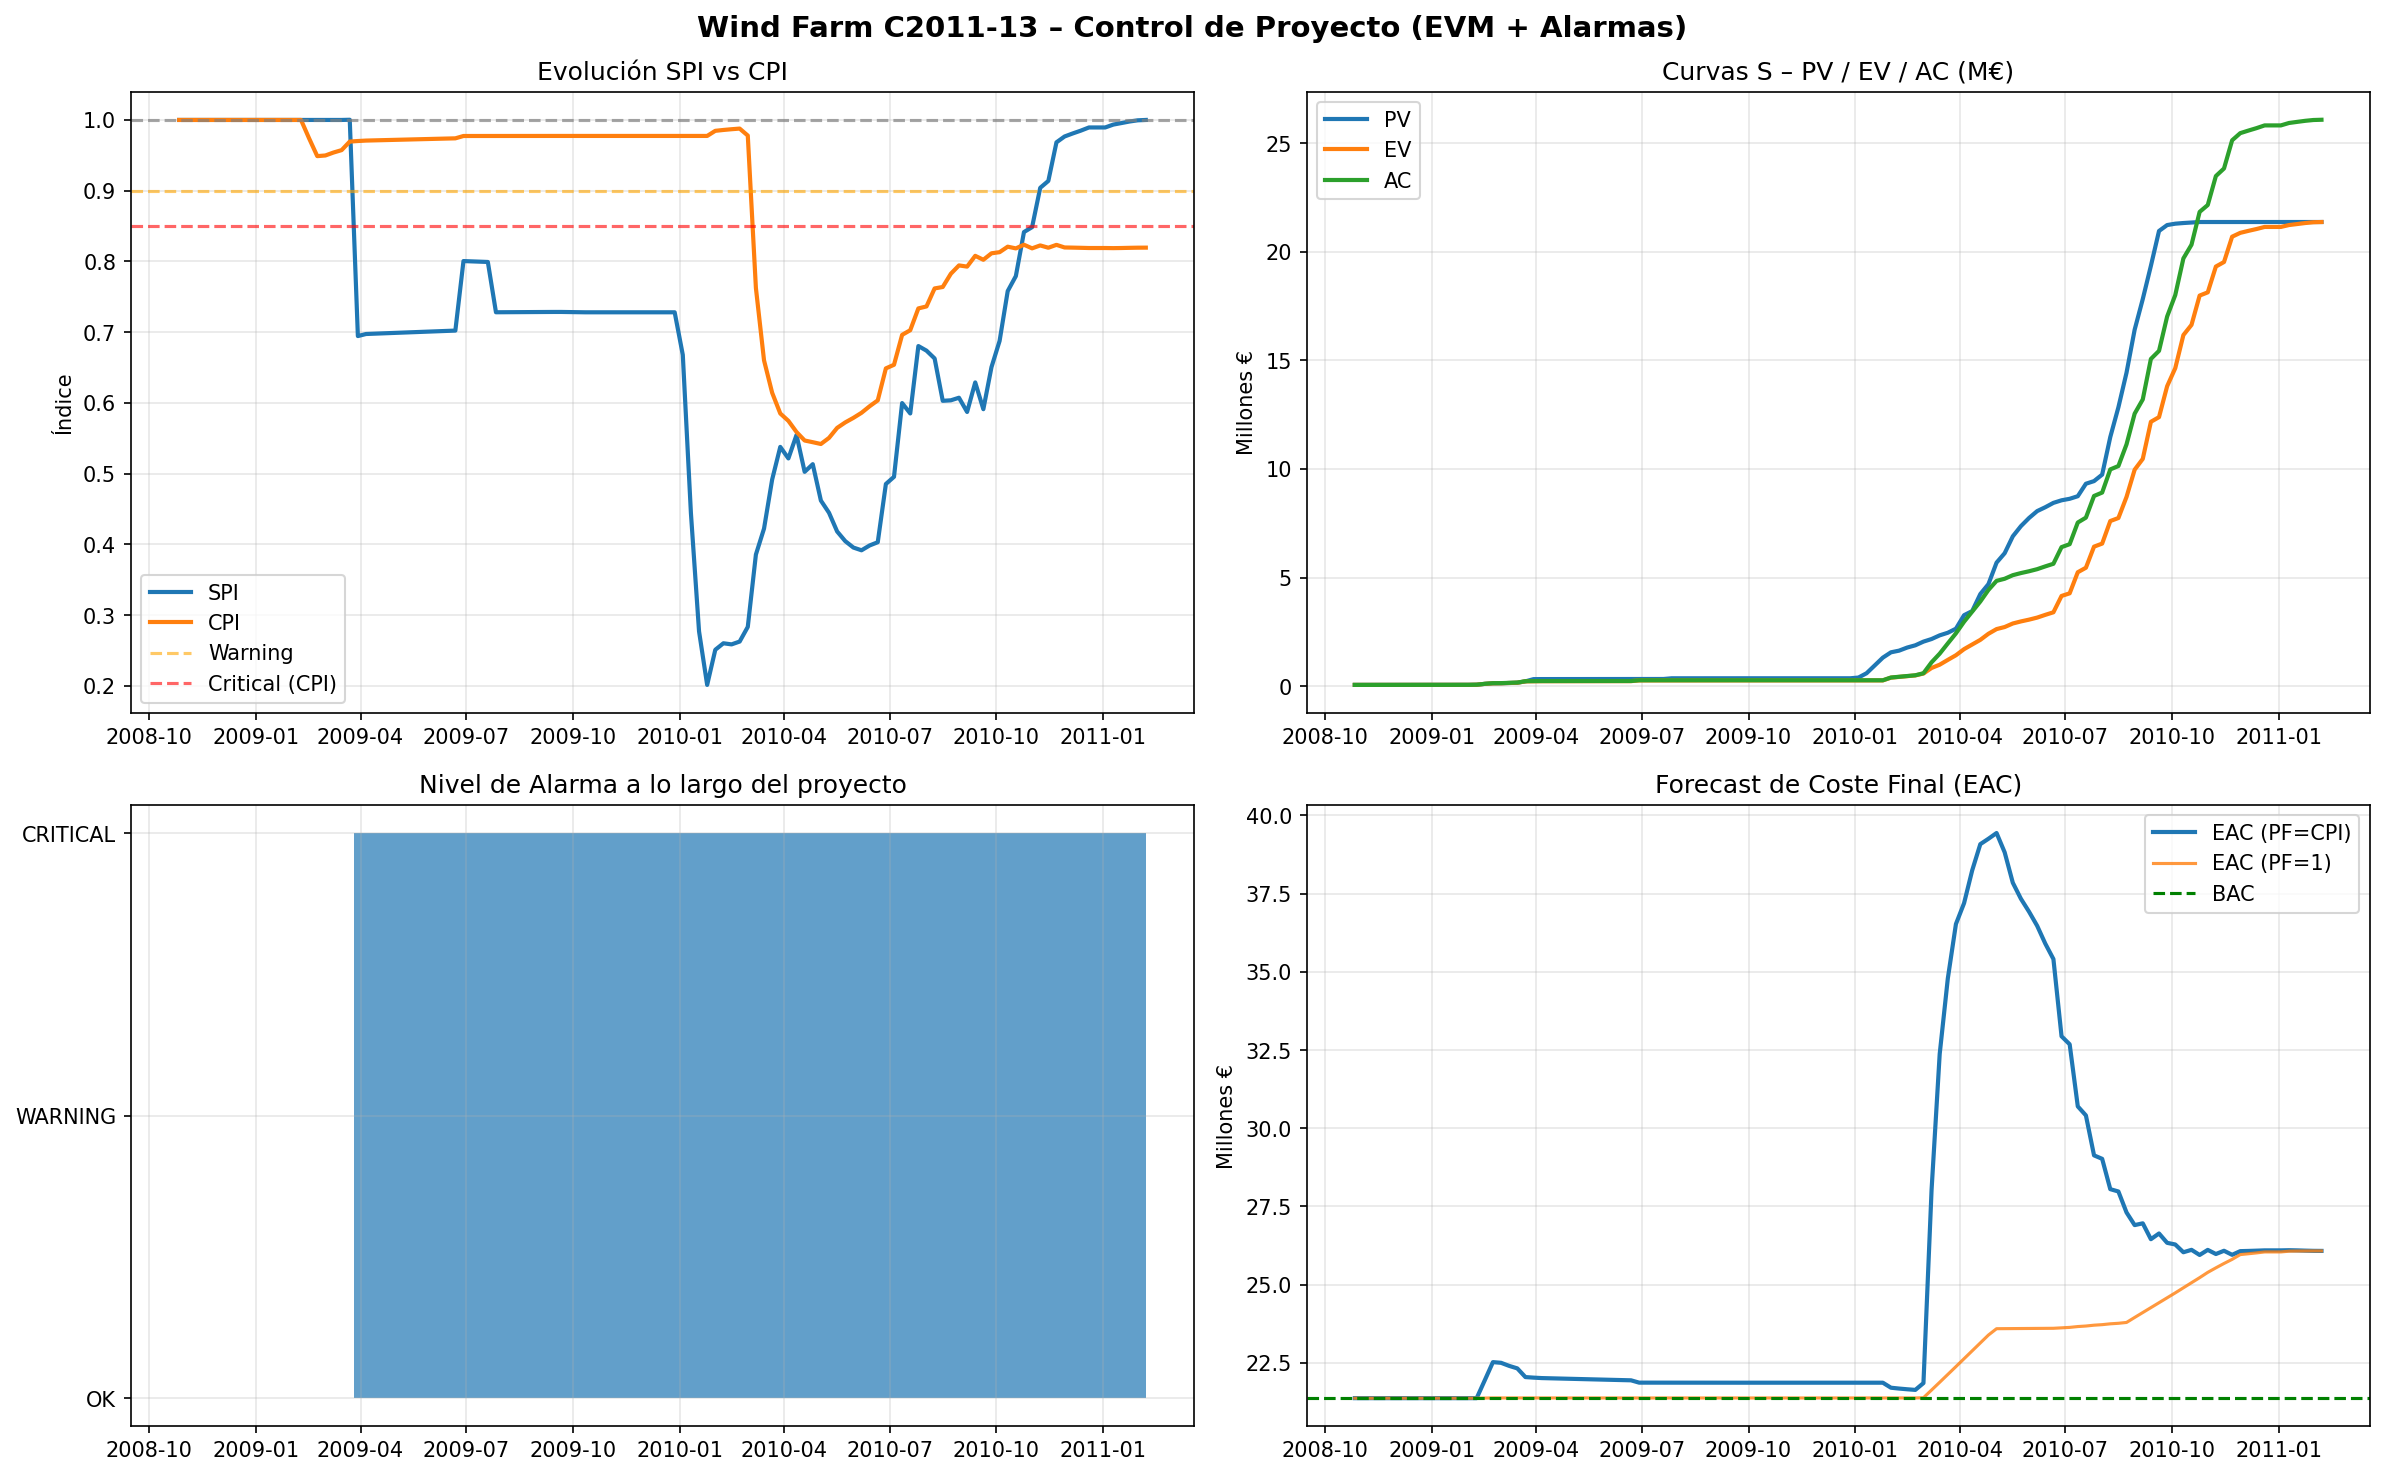 Wind Farm C2011-13 – Control de Proyecto (EVM + Alarmas)
Evolución SPI vs CPI
Índice
1.0
0.9
0.8
0.7
0.6
0.5
0.4
0.3
0.2
SPI
CPI
Warning
Critical (CPI)
2008-10 2009-01 2009-04 2009-07 2009-10 2010-01 2010-04 2010-07 2010-10 2011-01
Curvas S – PV / EV / AC (M€)
Millones €
25
20
15
10
5
0
PV
EV
AC
2008-10 2009-01 2009-04 2009-07 2009-10 2010-01 2010-04 2010-07 2010-10 2011-01
Nivel de Alarma a lo largo del proyecto
CRITICAL
WARNING
OK
2008-10 2009-01 2009-04 2009-07 2009-10 2010-01 2010-04 2010-07 2010-10 2011-01
Forecast de Coste Final (EAC)
Millones €
40.0
37.5
35.0
32.5
30.0
27.5
25.0
22.5
EAC (PF=CPI)
EAC (PF=1)
BAC
2008-10 2009-01 2009-04 2009-07 2009-10 2010-01 2010-04 2010-07 2010-10 2011-01